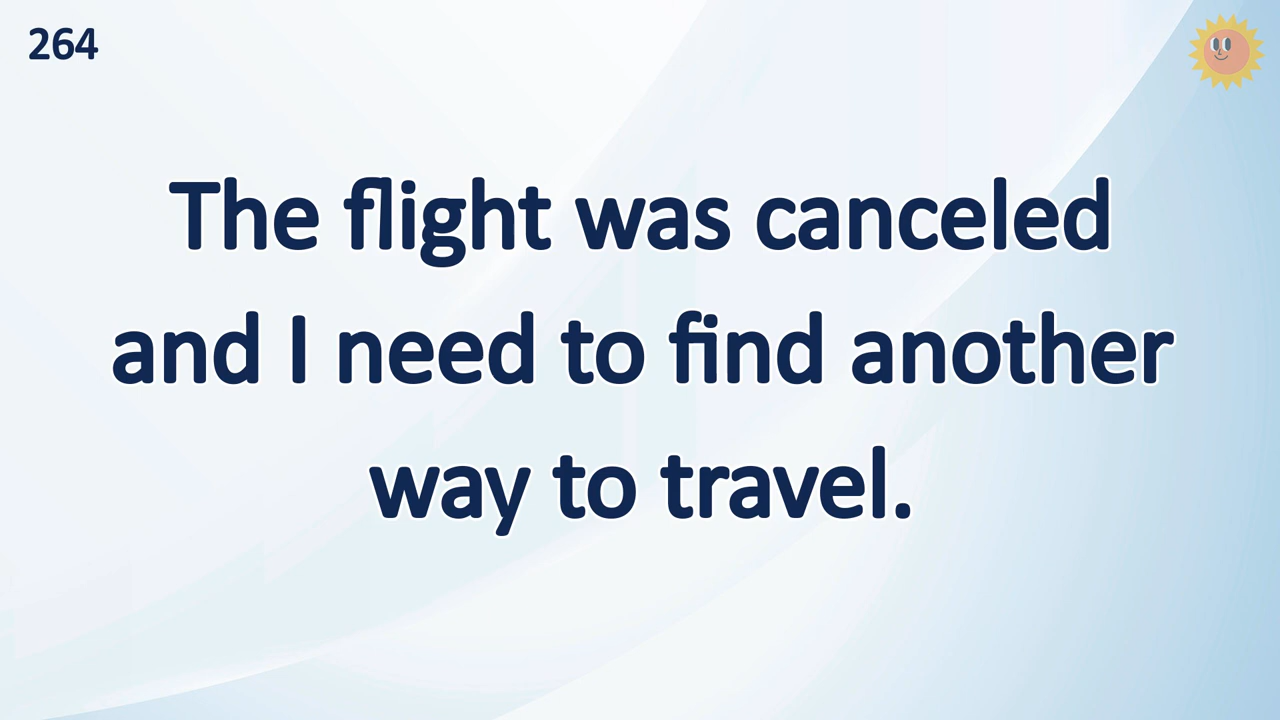 264
The flight was canceled
and I need to find another
way to travel.